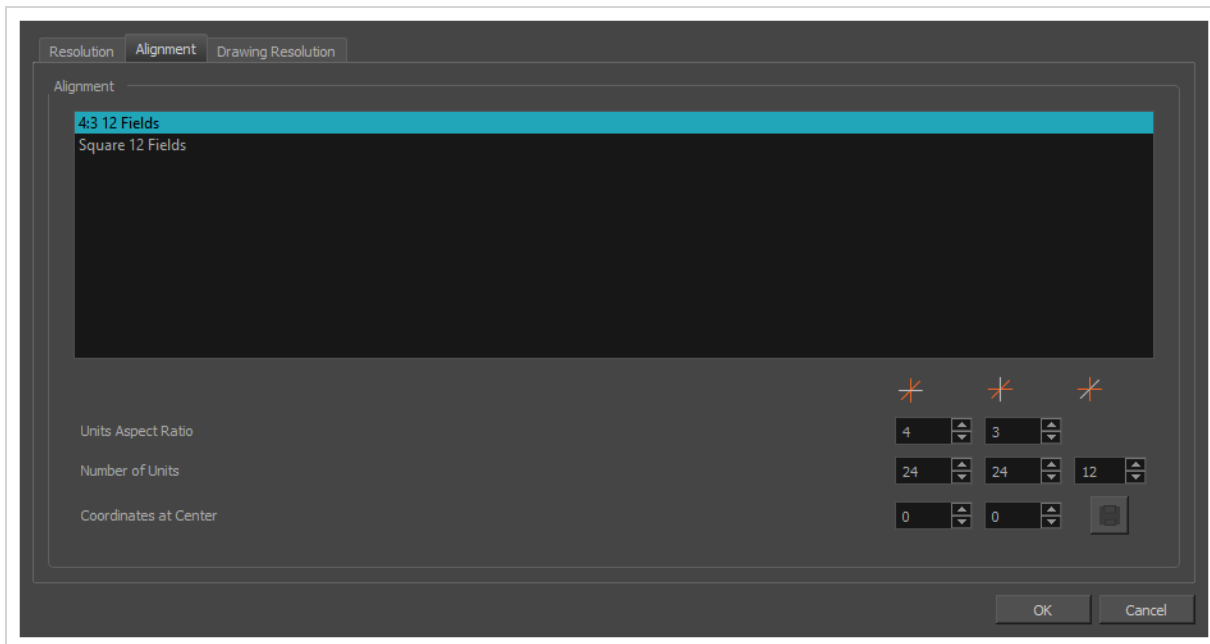 Resolution Alignment Drawing Resolution
Alignment
4:3 12 Fields
Square 12 Fields
Units Aspect Ratio 4 3
Number of Units 24 24 12
Coordinates at Center 0 0
OK Cancel